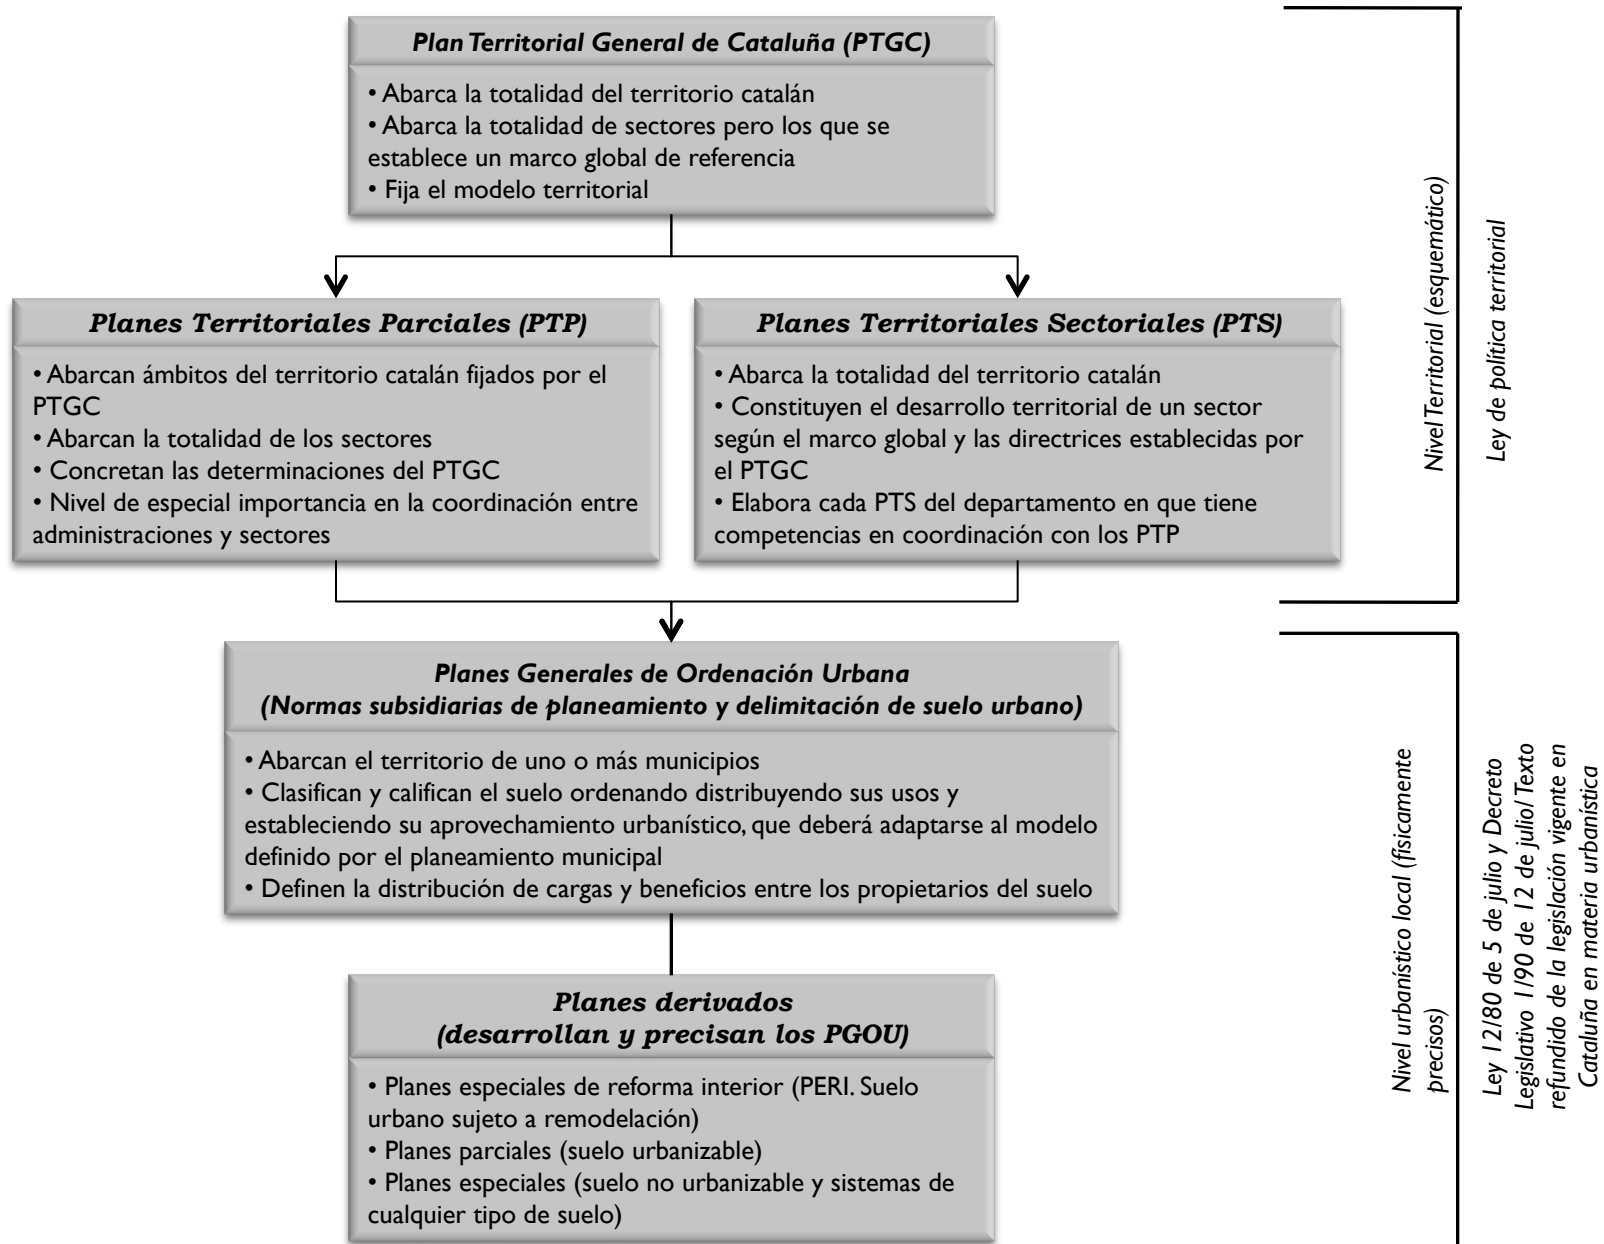 Plan Territorial General de Cataluña (PTGC)
• Abarca la totalidad del territorio catalán
• Abarca la totalidad de sectores pero los que se
establece un marco global de referencia
• Fija el modelo territorial
Planes Territoriales Parciales (PTP)
• Abarcan ámbitos del territorio catalán fijados por el
PTGC
• Abarcan la totalidad de los sectores
• Concretan las determinaciones del PTGC
• Nivel de especial importancia en la coordinación entre
administraciones y sectores
Planes Territoriales Sectoriales (PTS)
• Abarca la totalidad del territorio catalán
• Constituyen el desarrollo territorial de un sector
según el marco global y las directrices establecidas por
el PTGC
• Elabora cada PTS del departamento en que tiene
competencias en coordinación con los PTP
Nivel Territorial (esquemático)
Ley de política territorial
Planes Generales de Ordenación Urbana
(Normas subsidiarias de planeamiento y delimitación de suelo urbano)
• Abarcan el territorio de uno o más municipios
• Clasifican y califican el suelo ordenando distribuyendo sus usos y
estableciendo su aprovechamiento urbanístico, que deberá adaptarse al modelo
definido por el planeamiento municipal
• Definen la distribución de cargas y beneficios entre los propietarios del suelo
Planes derivados
(desarrollan y precisan los PGOU)
• Planes especiales de reforma interior (PERI. Suelo
urbano sujeto a remodelación)
• Planes parciales (suelo urbanizable)
• Planes especiales (suelo no urbanizable y sistemas de
cualquier tipo de suelo)
Nivel urbanístico local (físicamente
precisos)
Ley 12/80 de 5 de julio y Decreto
Legislativo 1/90 de 12 de julio/Texto
refundido de la legislación vigente en
Cataluña en materia urbanística